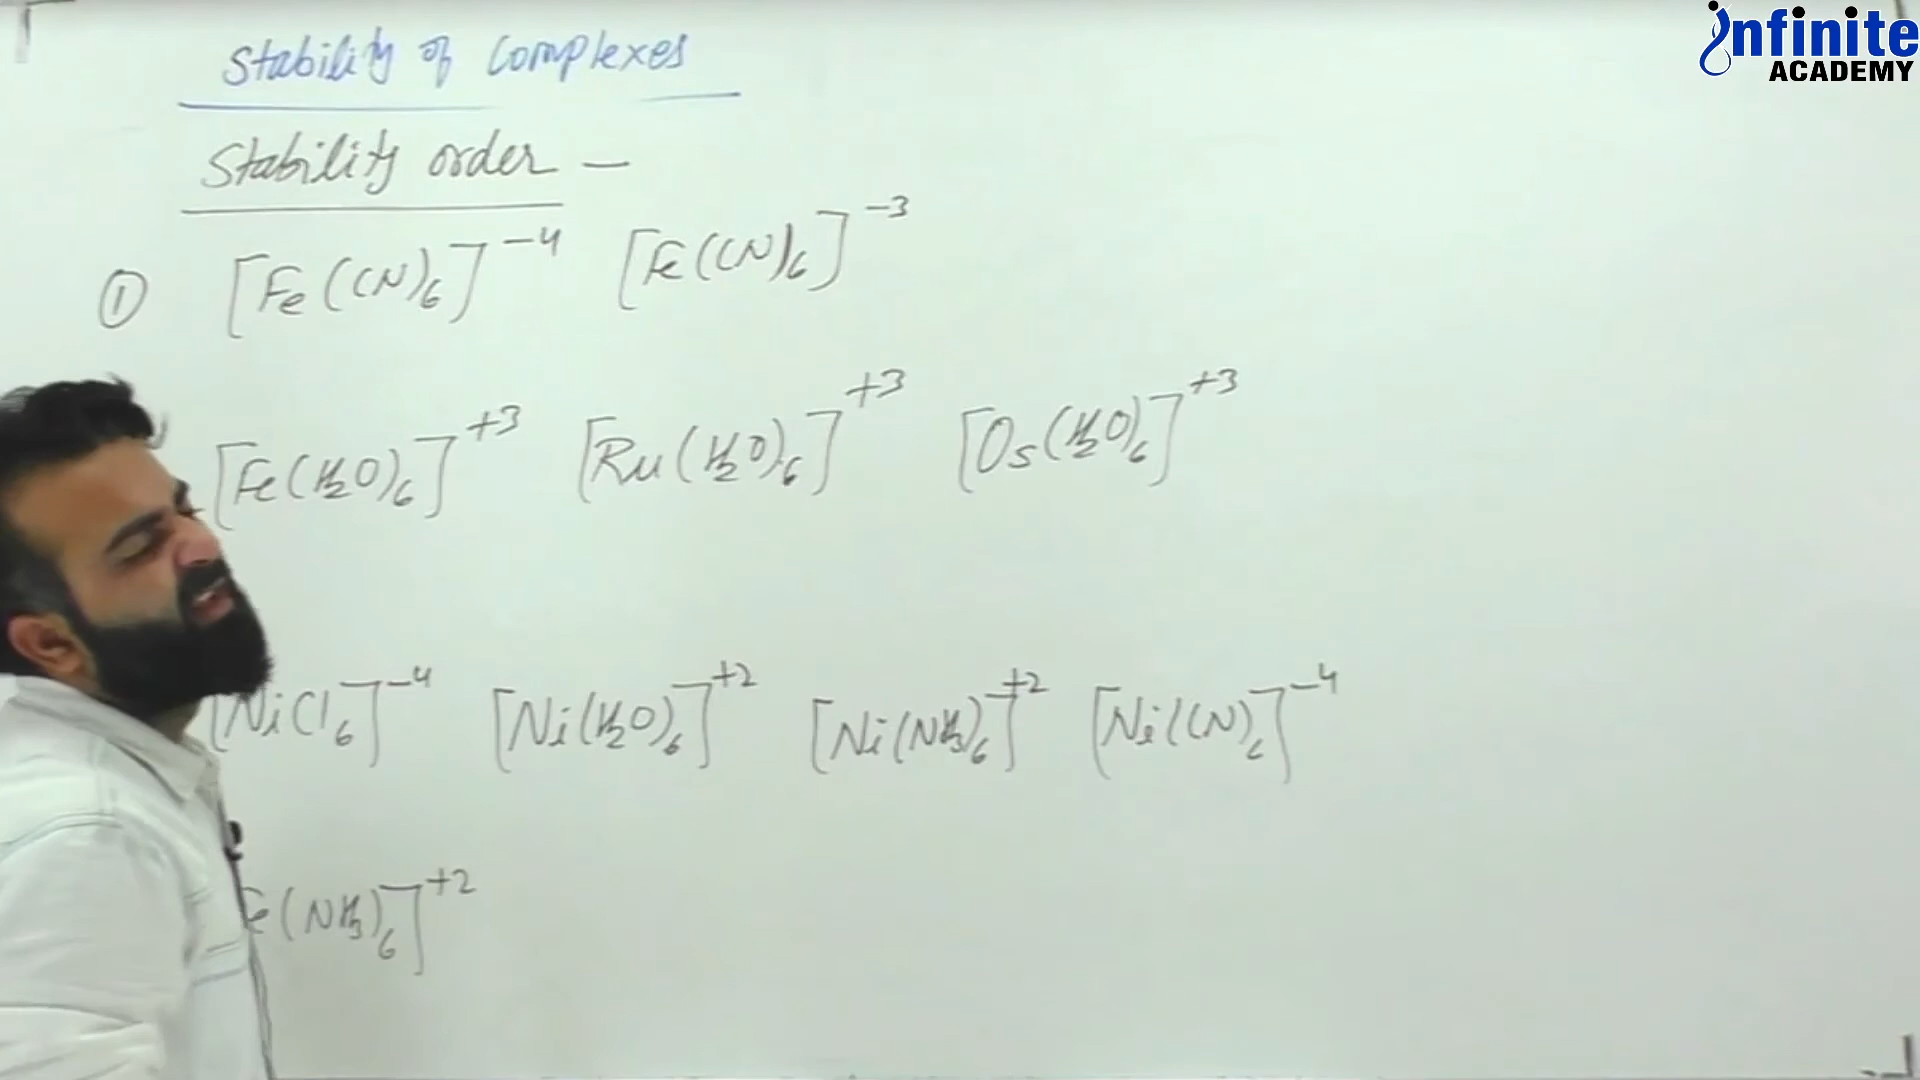 infinite
ACADEMY
Stability of Complexes
Stability order —
① [Fe(CN)6]^-4 [Fe(CN)6]^-3
[Fe(H2O)6]^+3 [Ru(H2O)6]^+3 [Os(H2O)6]^+3
[NiCl6]^-4 [Ni(H2O)6]^+2 [Ni(NH3)6]^+2 [Ni(CN)6]^-4
e(NH3)6]^+2